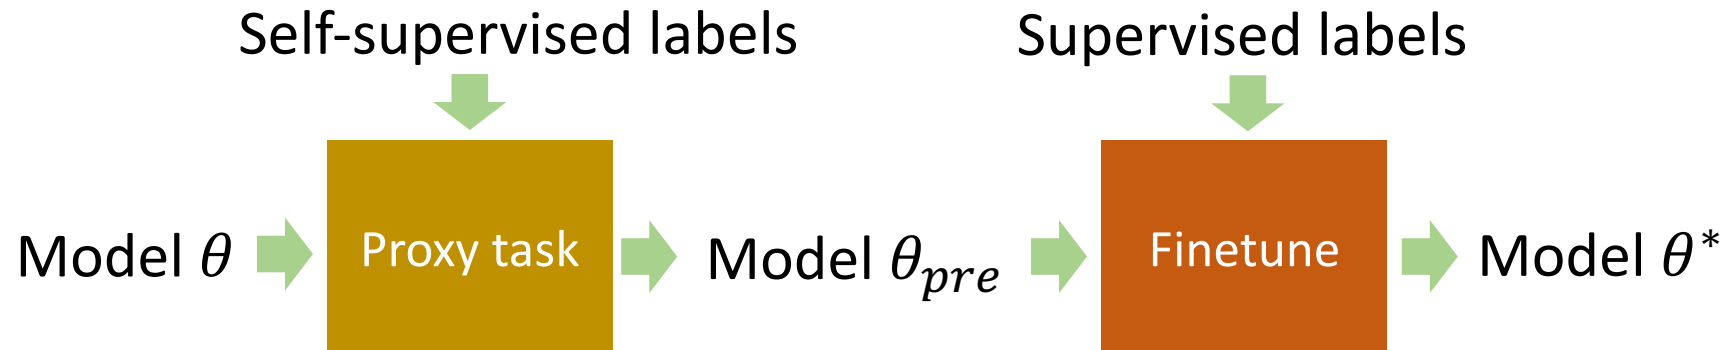 Self-supervised labels
Supervised labels
Model θ
Proxy task
Model θ_pre
Finetune
Model θ*